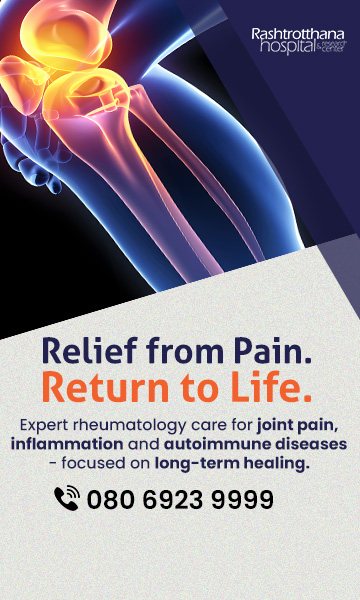 Rashtrotthana
hospital & research center
Relief from Pain.
Return to Life.
Expert rheumatology care for joint pain,
inflammation and autoimmune diseases
- focused on long-term healing.
080 6923 9999